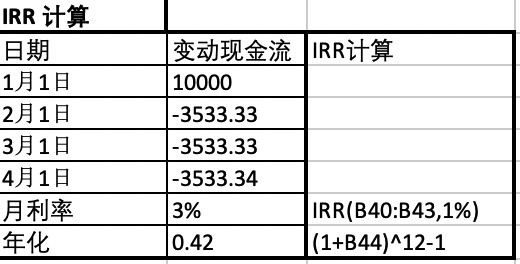 IRR 计算
日期 变动现金流 IRR计算
1月1日 10000
2月1日 -3533.33
3月1日 -3533.33
4月1日 -3533.34
月利率 3% IRR(B40:B43,1%)
年化 0.42 (1+B44)^12-1